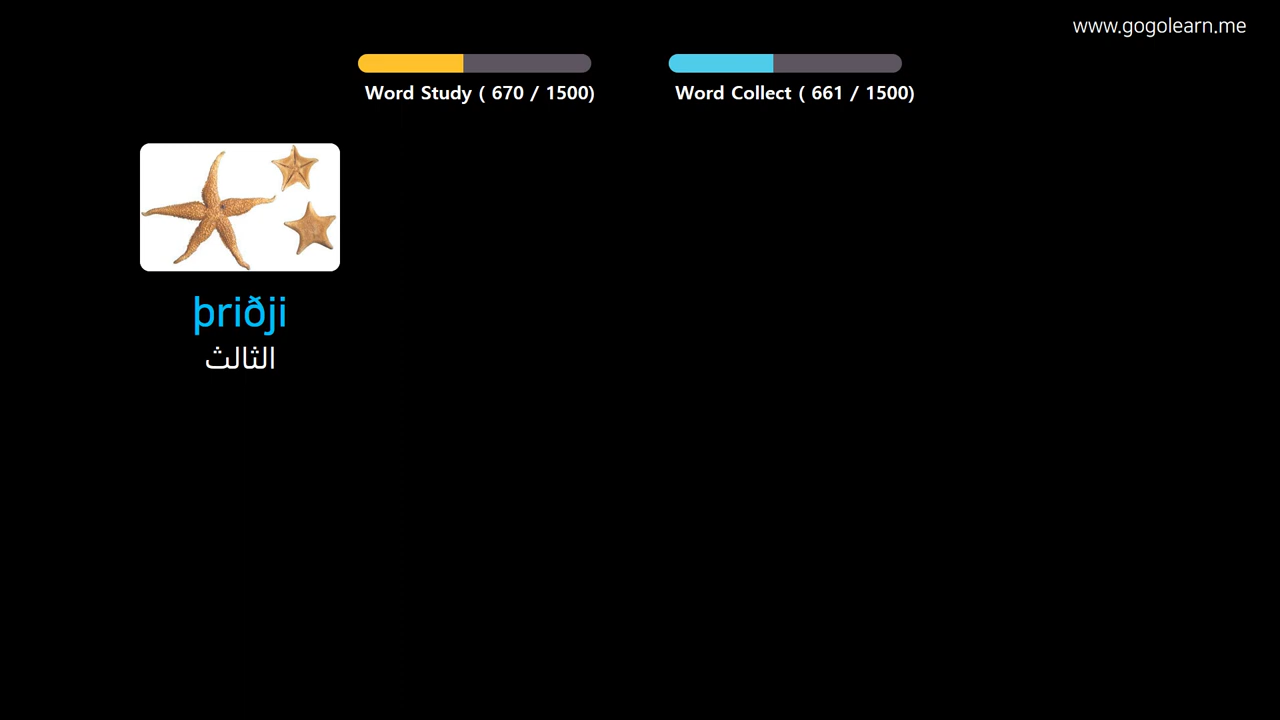 www.gogolearn.me
Word Study ( 670 / 1500)
Word Collect ( 661 / 1500)
þriðji
الثالث